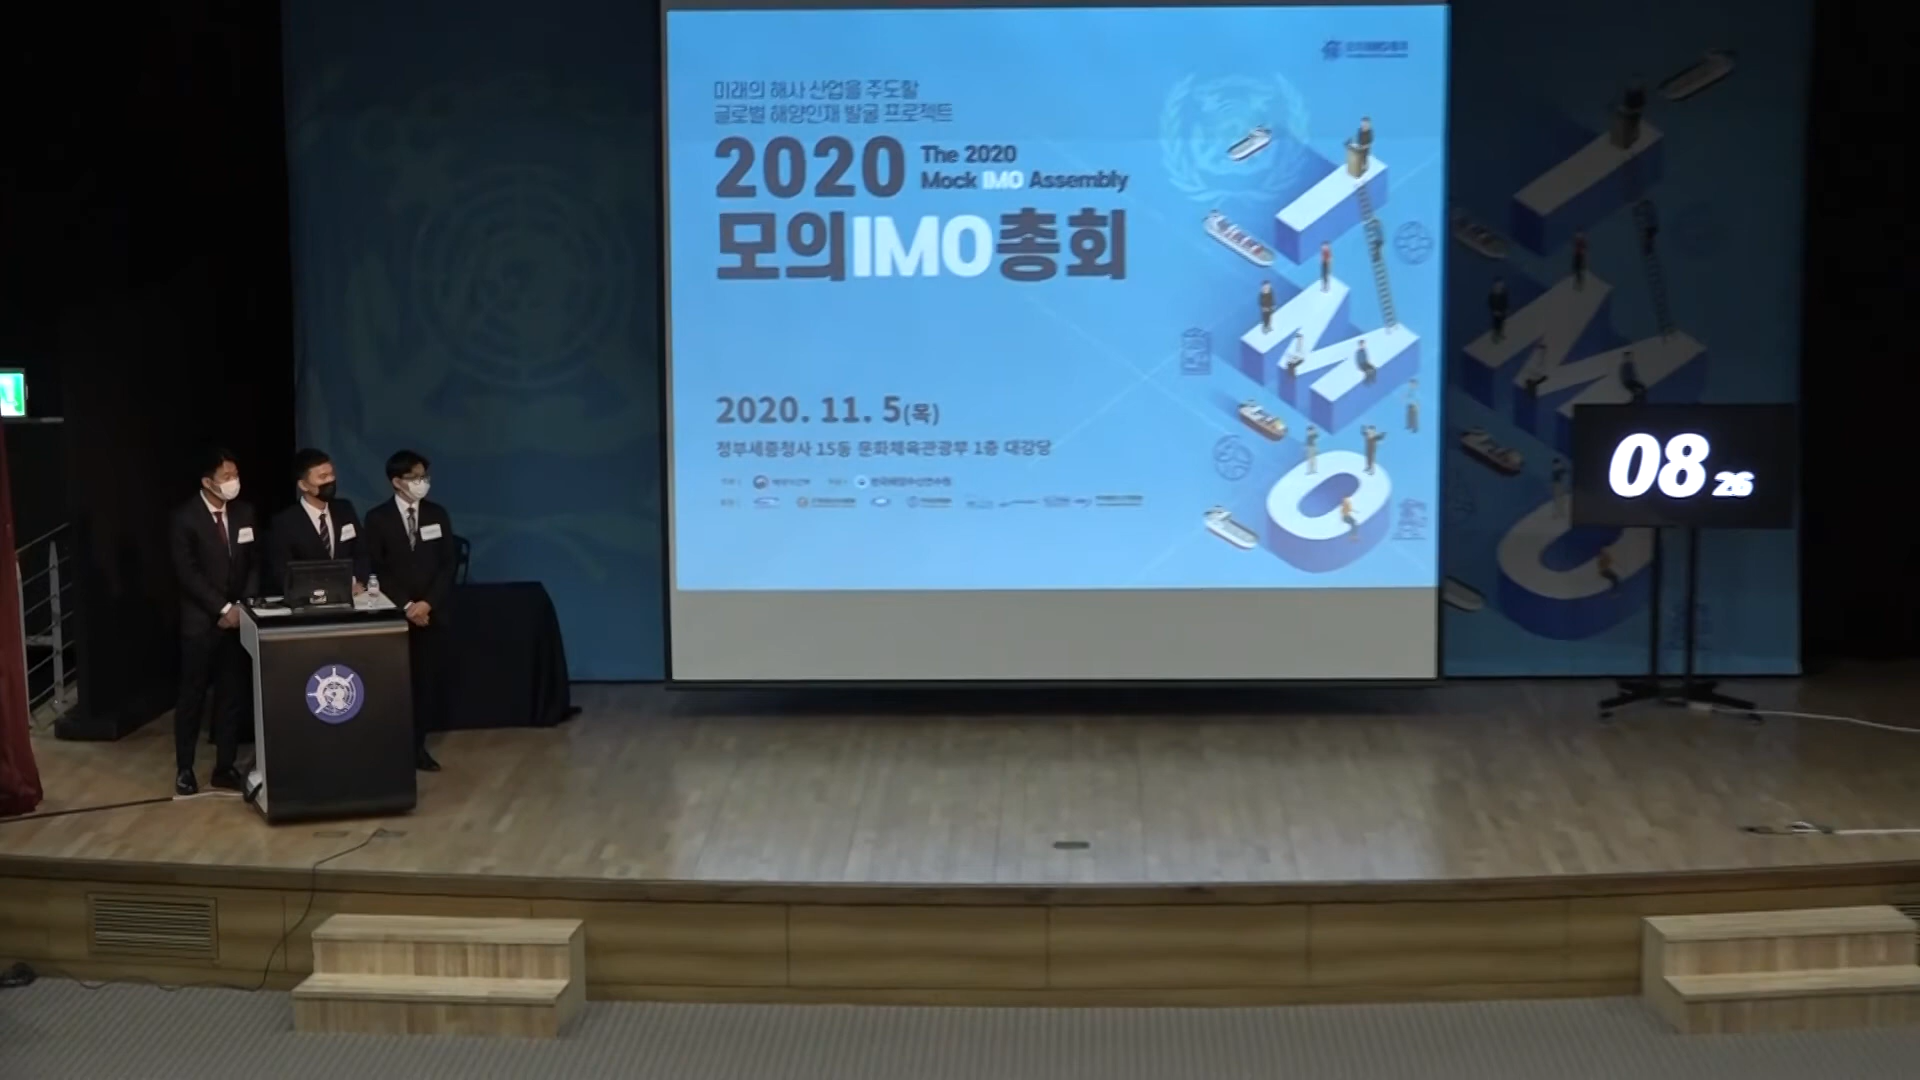 미래의 해사 산업을 주도할
글로벌 해양인재 발굴 프로젝트
2020
The 2020
Mock IMO Assembly
모의IMO총회
2020. 11. 5(목)
정부세종청사 15동 문화체육관광부 1층 대강당
IMO
08 26